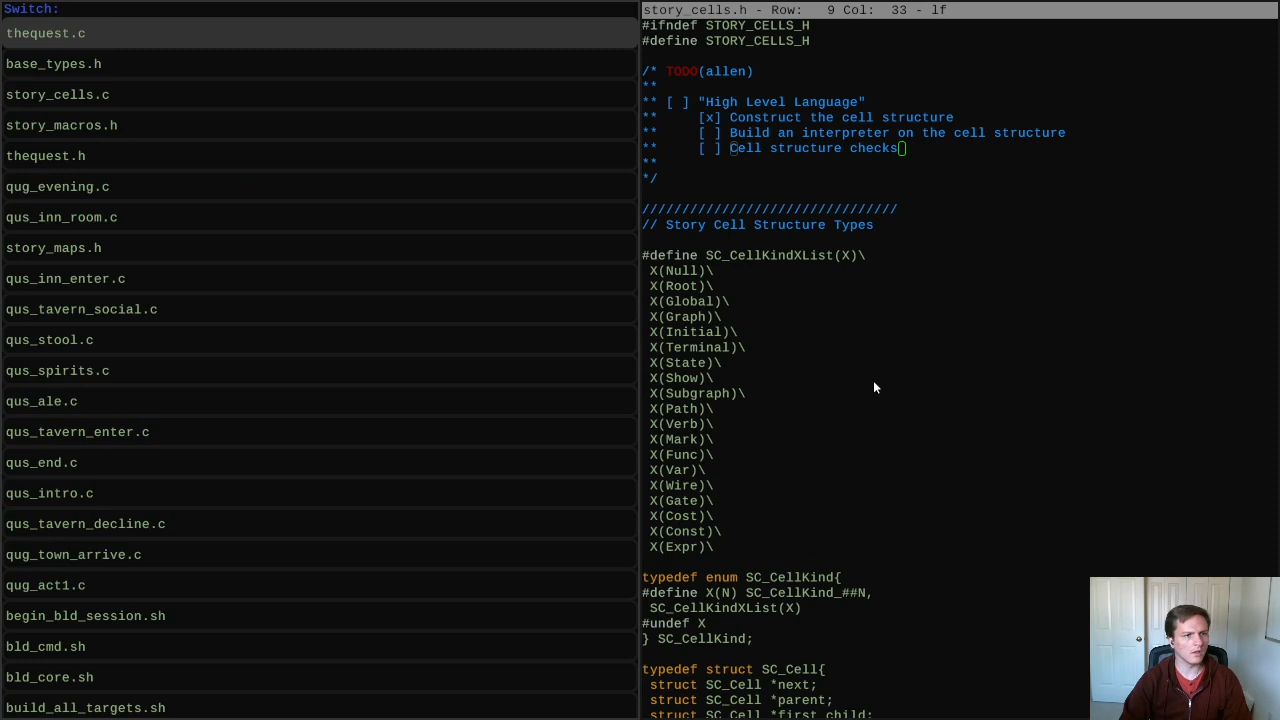 Switch:
thequest.c
base_types.h
story_cells.c
story_macros.h
thequest.h
qug_evening.c
qus_inn_room.c
story_maps.h
qus_inn_enter.c
qus_tavern_social.c
qus_stool.c
qus_spirits.c
qus_ale.c
qus_tavern_enter.c
qus_end.c
qus_intro.c
qus_tavern_decline.c
qug_town_arrive.c
qug_act1.c
begin_bld_session.sh
bld_cmd.sh
bld_core.sh
build_all_targets.sh
story_cells.h - Row:   9 Col:  33 - lf
#ifndef STORY_CELLS_H
#define STORY_CELLS_H
/* TODO(allen)
**
** [ ] "High Level Language"
**     [x] Construct the cell structure
**     [ ] Build an interpreter on the cell structure
**     [ ] Cell structure checks
**
*/
////////////////////////////////
// Story Cell Structure Types
#define SC_CellKindXList(X)\
X(Null)\
X(Root)\
X(Global)\
X(Graph)\
X(Initial)\
X(Terminal)\
X(State)\
X(Show)\
X(Subgraph)\
X(Path)\
X(Verb)\
X(Mark)\
X(Func)\
X(Var)\
X(Wire)\
X(Gate)\
X(Cost)\
X(Const)\
X(Expr)\
typedef enum SC_CellKind{
#define X(N) SC_CellKind_##N,
SC_CellKindXList(X)
#undef X
} SC_CellKind;
typedef struct SC_Cell{
struct SC_Cell *next;
struct SC_Cell *parent;
struct SC_Cell *first_child;